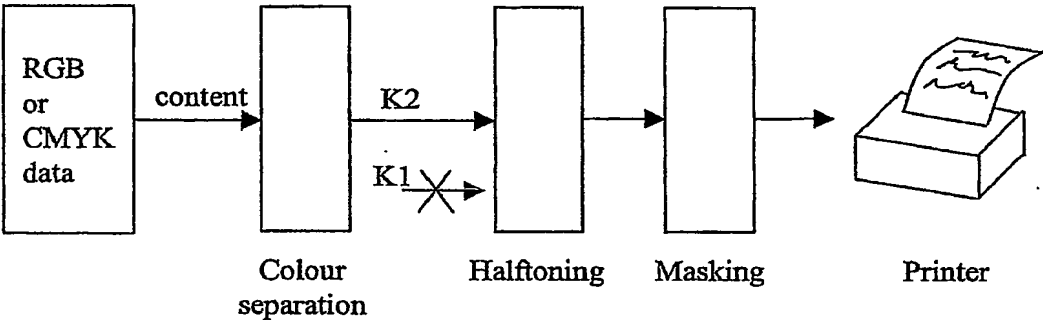 RGB
or
CMYK
data
content
K2
K1
Colour
separation
Halftoning
Masking
Printer